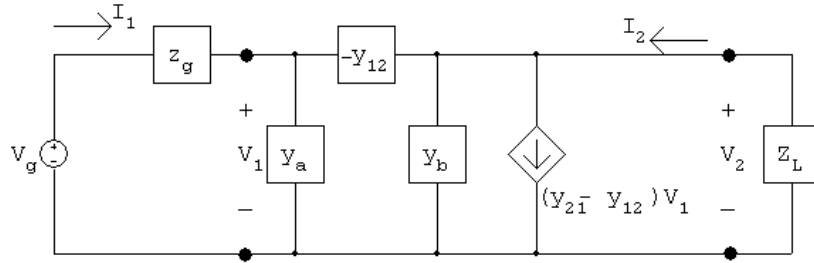 I1
I2
zg
-y12
+
+
+
-
Vg
V1
ya
yb
V2
ZL
(y21- y12)V1
-
-